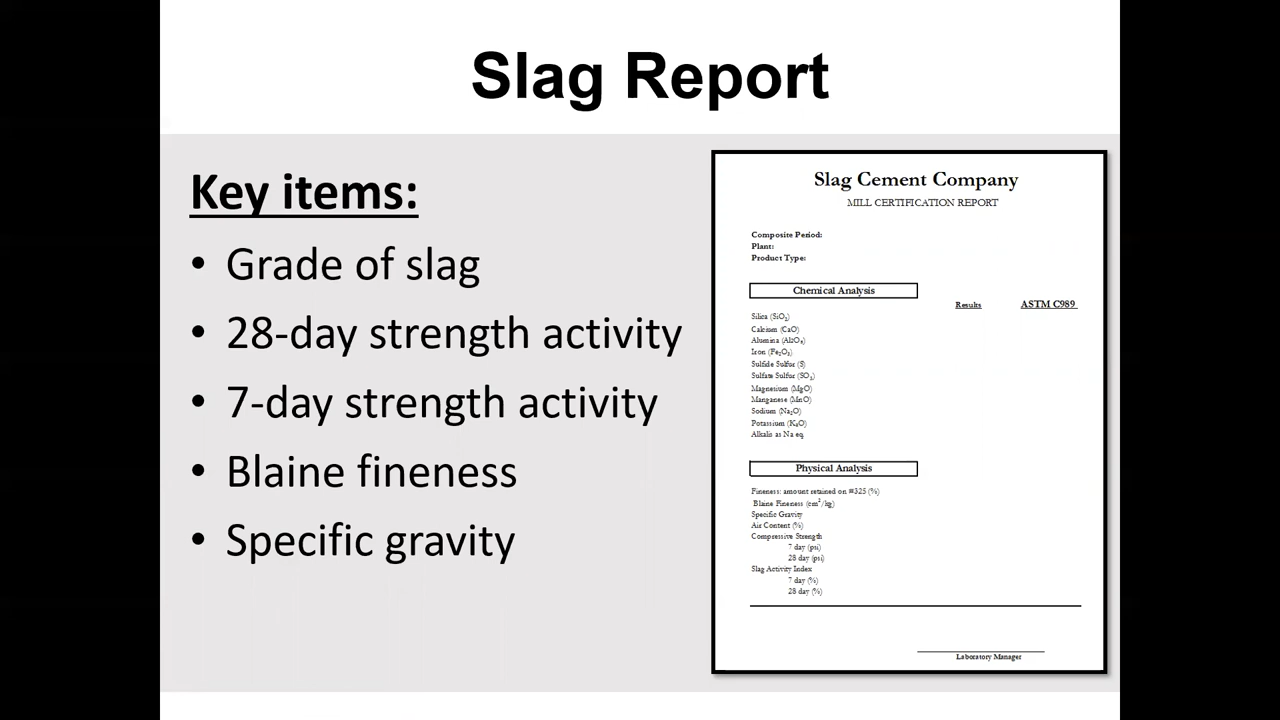 Slag Report
Key items:
• Grade of slag
• 28-day strength activity
• 7-day strength activity
• Blaine fineness
• Specific gravity
Slag Cement Company
MILL CERTIFICATION REPORT
Composite Period:
Plant:
Product Type:
Chemical Analysis
Results ASTM C989
Silica (SiO₂)
Calcium (CaO)
Alumina (Al₂O₃)
Iron (Fe₂O₃)
Sulfide Sulfur (S)
Sulfate Sulfur (SO₃)
Magnesium (MgO)
Manganese (MnO)
Sodium (Na₂O)
Potassium (K₂O)
Alkalis as Na eq.
Physical Analysis
Fineness: amount retained on #325 (%)
Blaine Fineness (cm²/kg)
Specific Gravity
Air Content (%)
Compressive Strength
7 day (psi)
28 day (psi)
Slag Activity Index
7 day (%)
28 day (%)
Laboratory Manager